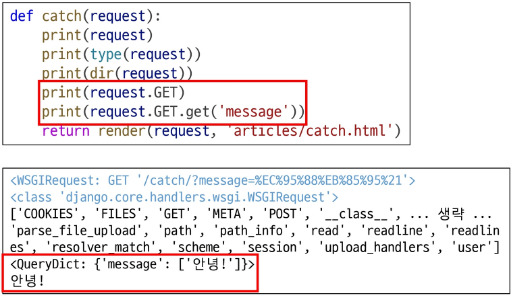 def catch(request):
    print(request)
    print(type(request))
    print(dir(request))
    print(request.GET)
    print(request.GET.get('message'))
    return render(request, 'articles/catch.html')
<WSGIRequest: GET '/catch/?message=%EC%95%88%EB%85%95%21'>
<class 'django.core.handlers.wsgi.WSGIRequest'>
['COOKIES', 'FILES', 'GET', 'META', 'POST', '__class__', ... 생략 ...
'parse_file_upload', 'path', 'path_info', 'read', 'readline', 'readlin
es', 'resolver_match', 'scheme', 'session', 'upload_handlers', 'user']
<QueryDict: {'message': ['안녕!']}>
안녕!